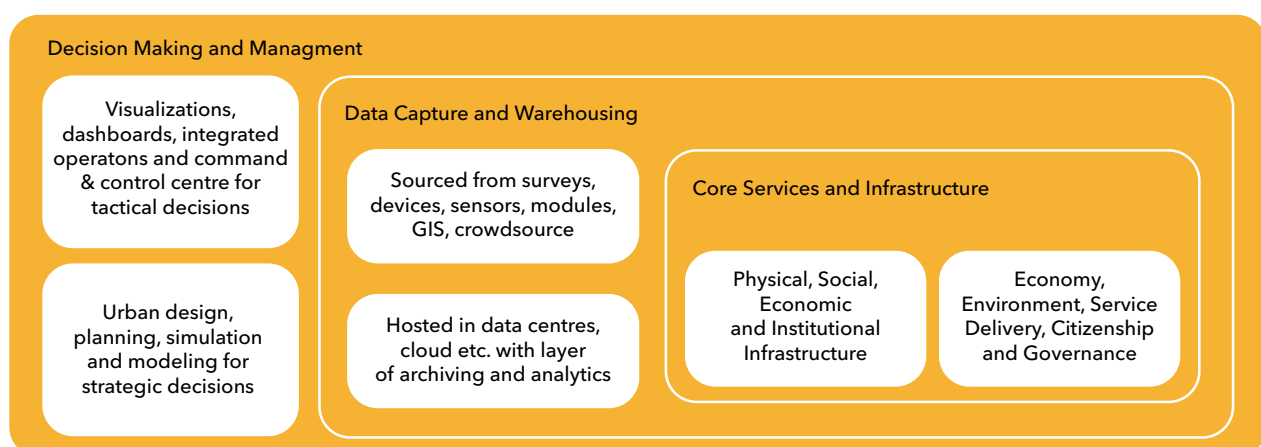 Decision Making and Managment
Visualizations,
dashboards, integrated
operatons and command
& control centre for
tactical decisions
Urban design,
planning, simulation
and modeling for
strategic decisions
Data Capture and Warehousing
Sourced from surveys,
devices, sensors, modules,
GIS, crowdsource
Hosted in data centres,
cloud etc. with layer
of archiving and analytics
Core Services and Infrastructure
Physical, Social,
Economic
and Institutional
Infrastructure
Economy,
Environment, Service
Delivery, Citizenship
and Governance